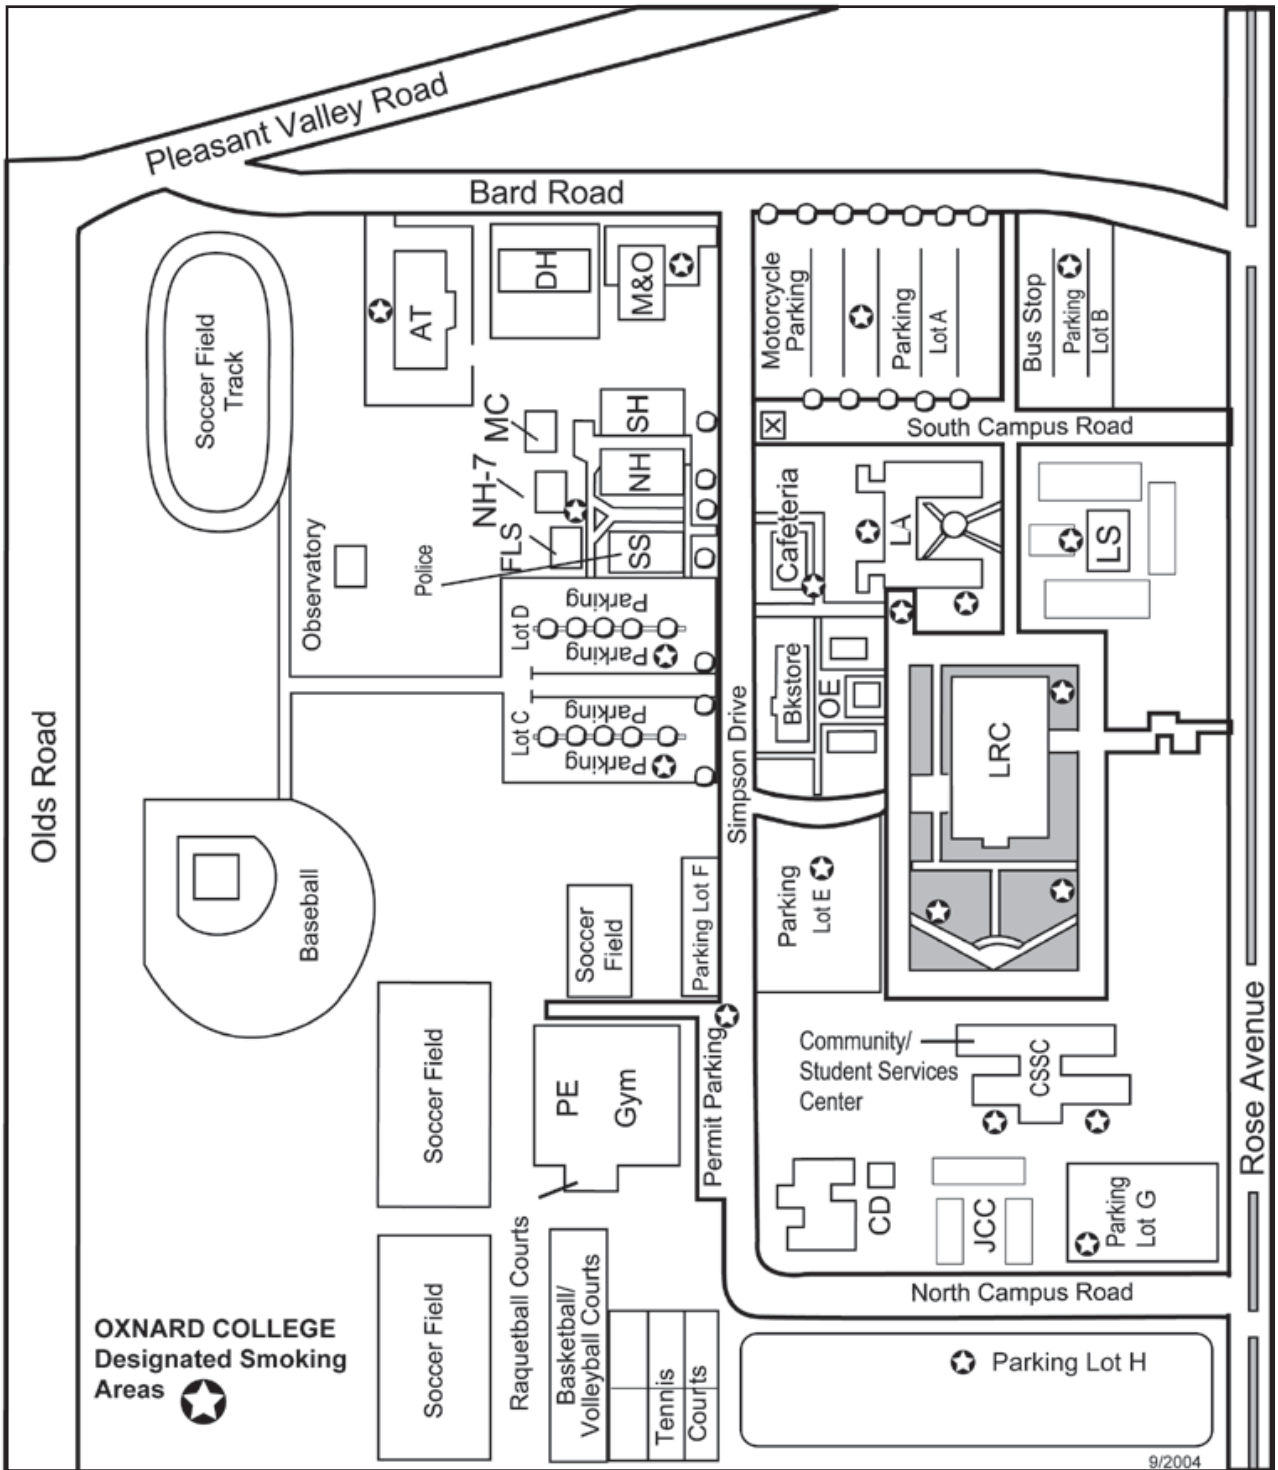 Pleasant Valley Road
Bard Road
DH
M&O
AT
Motorcycle
Parking
Parking
Lot A
Bus Stop
Parking
Lot B
Soccer Field
Track
MC
SH
South Campus Road
NH-7
NH
Cafeteria
LA
LS
FLS
SS
Observatory
Police
Lot D
Parking
Parking
Lot C
Parking
Parking
Bkstore
OE
LRC
Simpson Drive
Olds Road
Baseball
Soccer
Field
Parking Lot F
Parking
Lot E
Rose Avenue
Permit Parking
Community/
Student Services
Center
CSSC
Soccer Field
PE
Gym
CD
JCC
Parking
Lot G
Raquetball Courts
North Campus Road
Soccer Field
Basketball/
Volleyball Courts
Tennis
Courts
OXNARD COLLEGE
Designated Smoking
Areas
Parking Lot H
9/2004